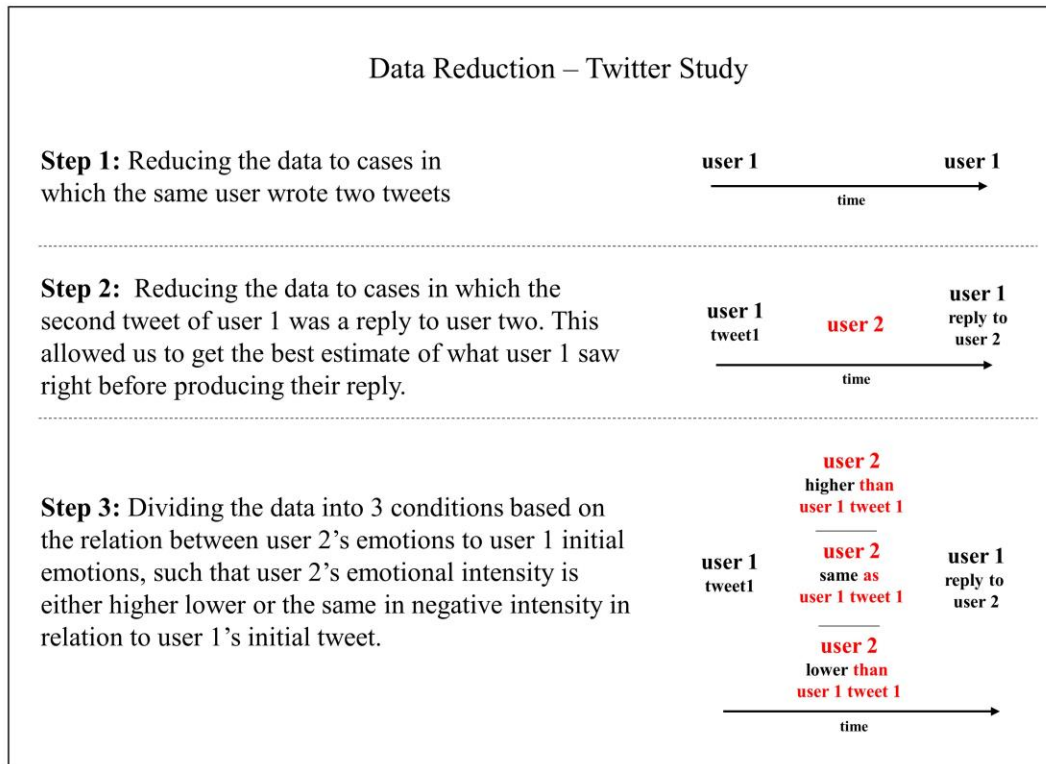 Data Reduction – Twitter Study
Step 1: Reducing the data to cases in
which the same user wrote two tweets
user 1
user 1
time
Step 2: Reducing the data to cases in which the
second tweet of user 1 was a reply to user two. This
allowed us to get the best estimate of what user 1 saw
right before producing their reply.
user 1
tweet1
user 2
user 1
reply to
user 2
time
Step 3: Dividing the data into 3 conditions based on
the relation between user 2’s emotions to user 1 initial
emotions, such that user 2’s emotional intensity is
either higher lower or the same in negative intensity in
relation to user 1’s initial tweet.
user 1
tweet1
user 2
higher than
user 1 tweet 1
user 2
same as
user 1 tweet 1
user 2
lower than
user 1 tweet 1
user 1
reply to
user 2
time